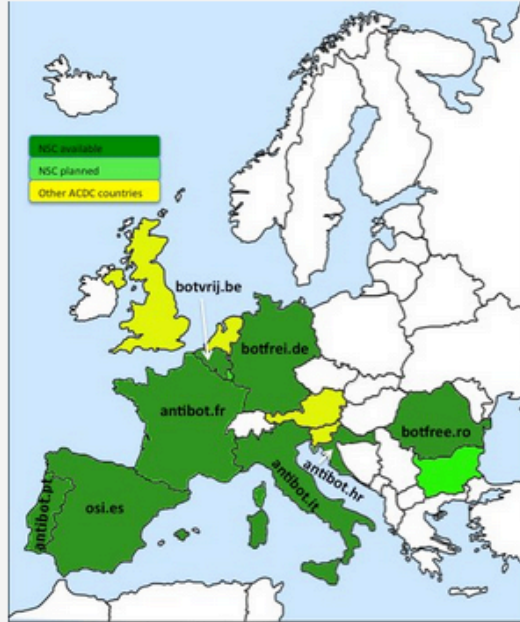 NSC available
NSC planned
Other ACDC countries
botvrij.be
botfrei.de
antibot.fr
botfree.ro
antibot.hr
antibot.it
osi.es
antibot.pt